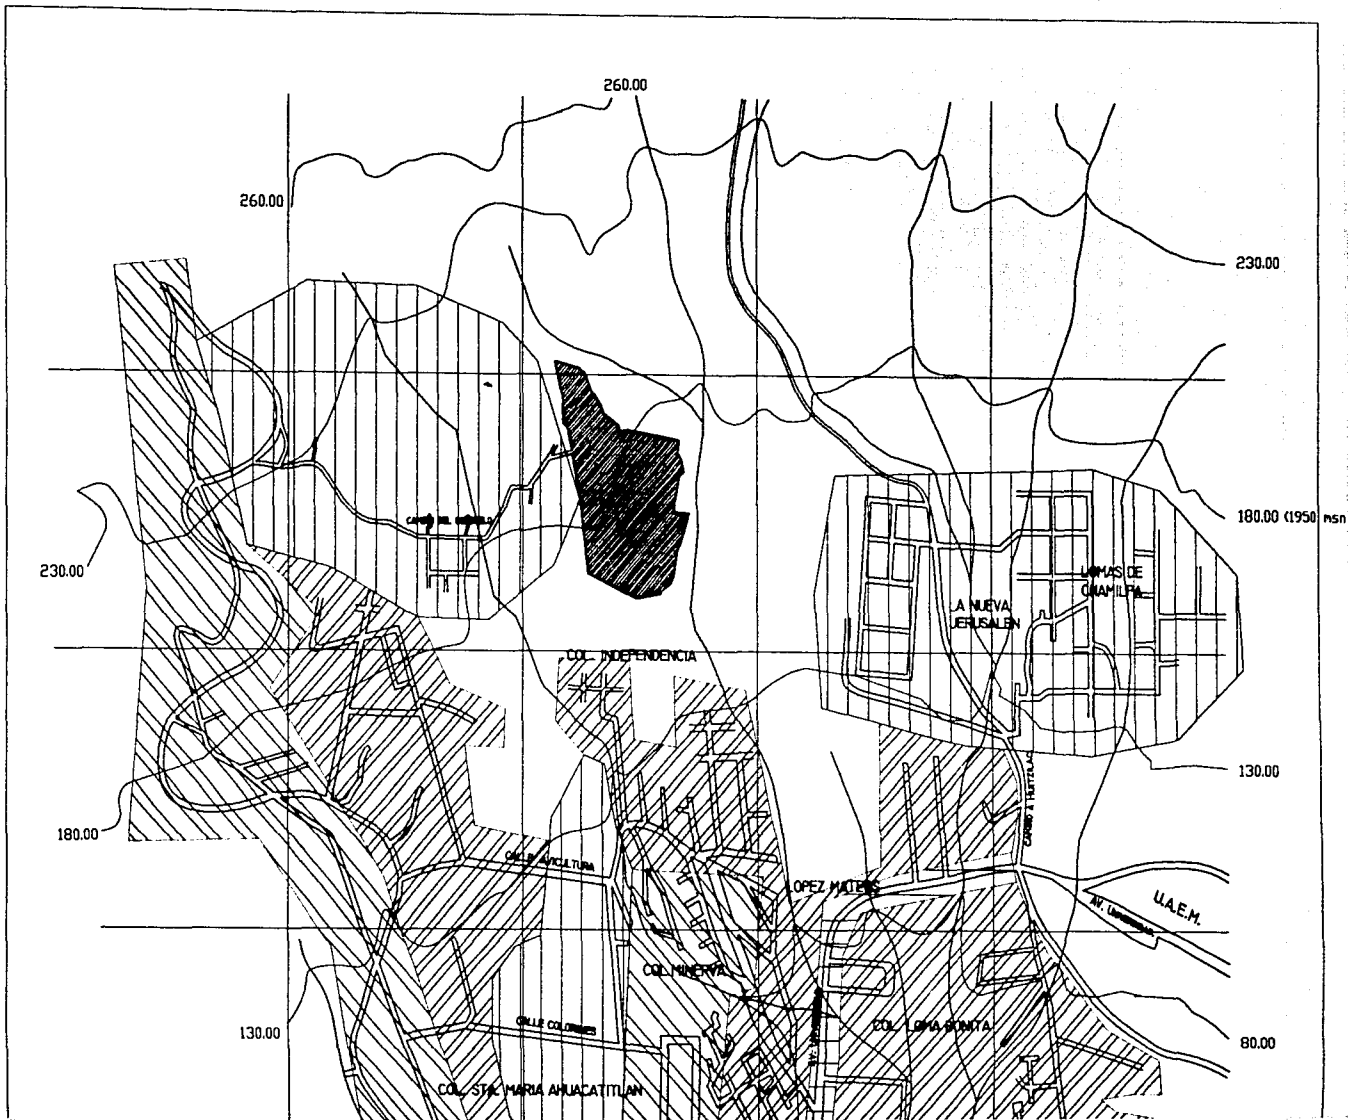 260.00
260.00
230.00
180.00 (1950 msn
LOMAS DE
CHAMILPA
230.00
LA NUEVA
JERUSALEN
COL. INDEPENDENCIA
130.00
CAMINO A HUITZILAC
180.00
CALLE AVICULTURA
LOPEZ MATEOS
U.A.E.M.
AV. UNIVERSIDAD
COL. MINERVA
CALLE COLORINES
COL. LOMA BONITA
130.00
80.00
COL. STA. MARIA AHUACATITLAN